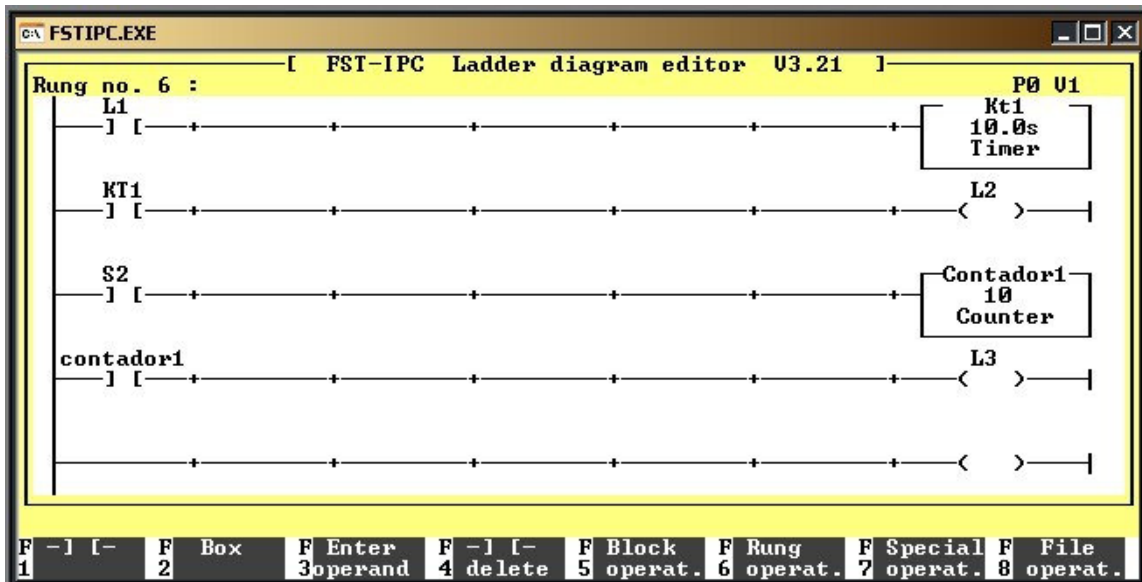 FSTIPC.EXE
[ FST-IPC Ladder diagram editor V3.21 ]
Rung no. 6 : P0 V1
L1 Kt1
] [ 10.0s
Timer
KT1 L2
] [ ( )
S2 Contador1
] [ 10
Counter
contador1 L3
] [ ( )
( )
F1 -] [- F2 Box F3 Enter operand F4 -] [- delete F5 Block operat. F6 Rung operat. F7 Special operat. F8 File operat.